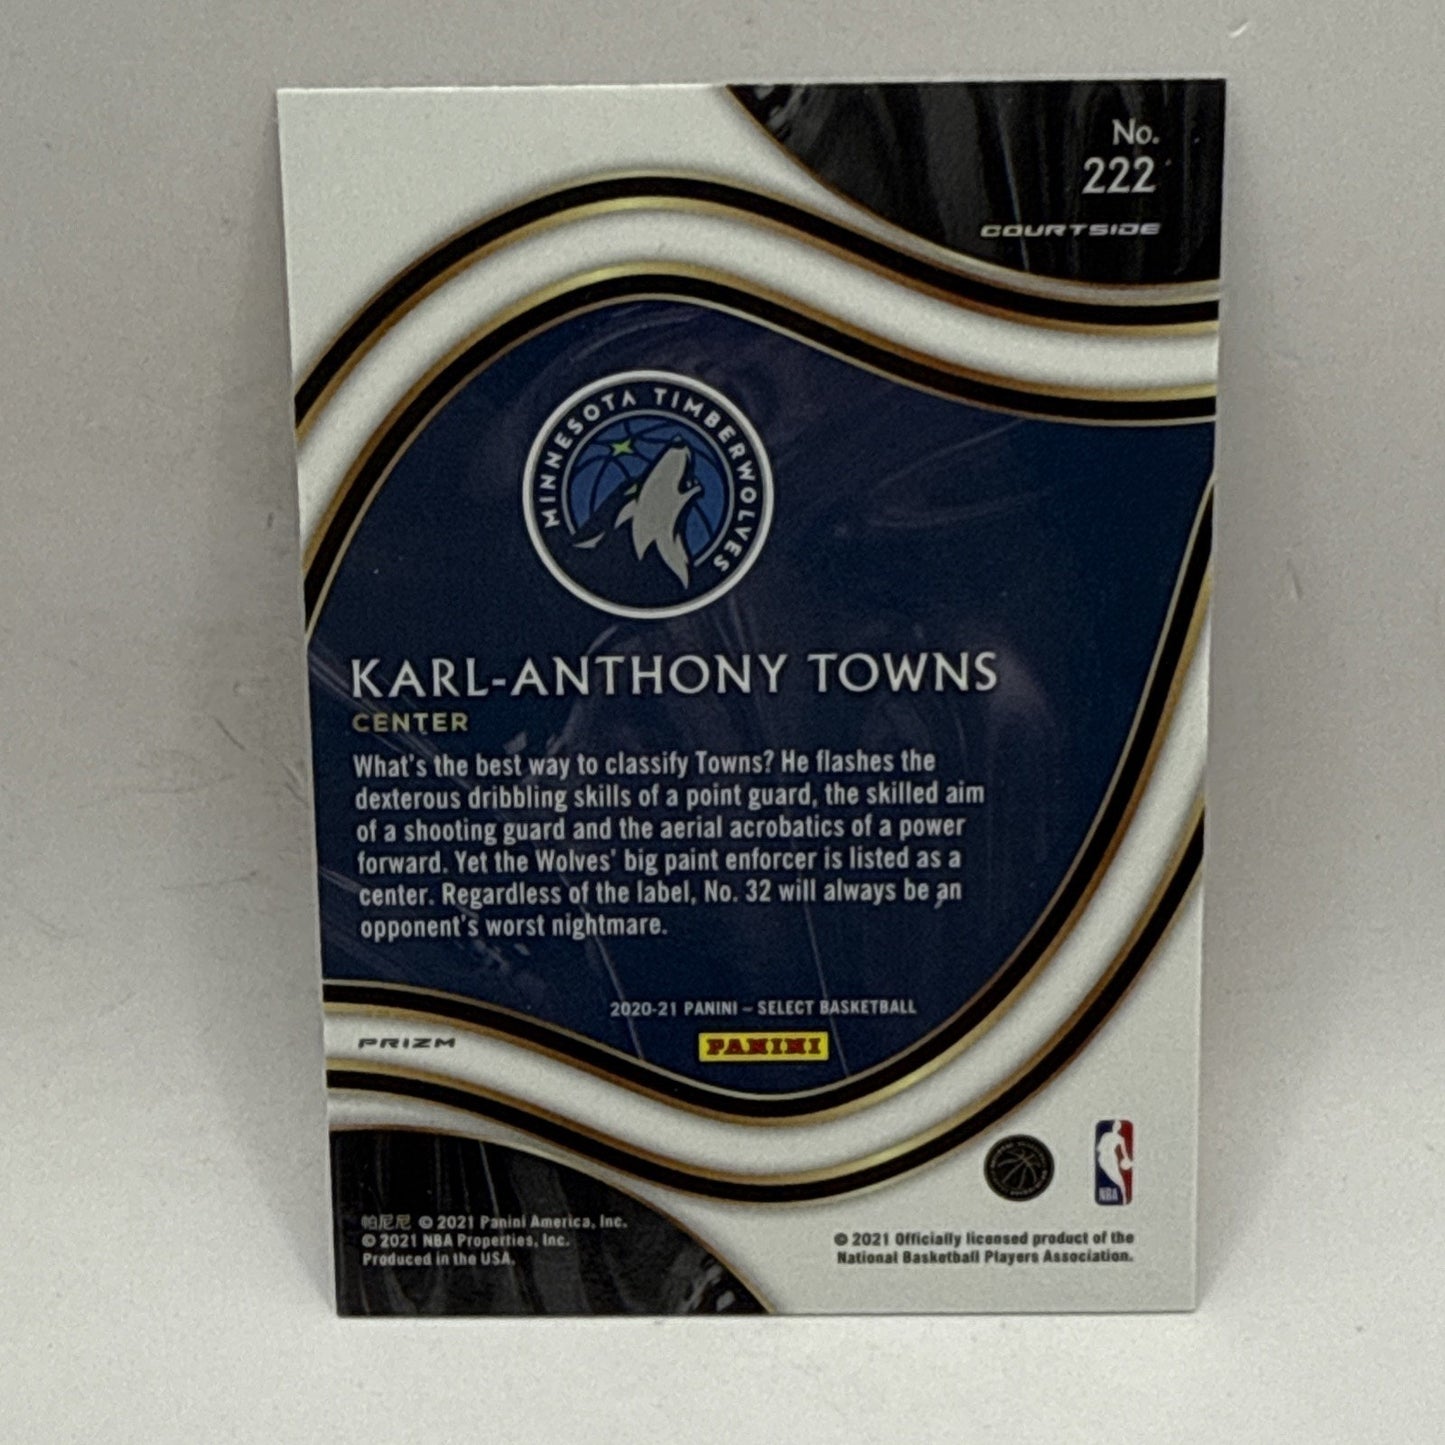 No.
222
COURTSIDE
MINNESOTA TIMBERWOLVES
KARL-ANTHONY TOWNS
CENTER
What's the best way to classify Towns? He flashes the
dexterous dribbling skills of a point guard, the skilled aim
of a shooting guard and the aerial acrobatics of a power
forward. Yet the Wolves' big paint enforcer is listed as a
center. Regardless of the label, No. 32 will always be an
opponent's worst nightmare.
2020-21 PANINI – SELECT BASKETBALL
PRIZM
PANINI
NBA
帕尼尼 © 2021 Panini America, Inc.
© 2021 NBA Properties, Inc.
Produced in the USA.
© 2021 Officially licensed product of the
National Basketball Players Association.